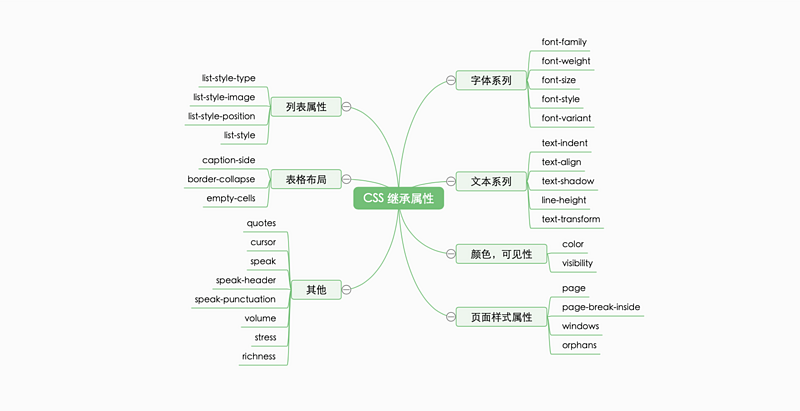 CSS 继承属性
字体系列
font-family
font-weight
font-size
font-style
font-variant
文本系列
text-indent
text-align
text-shadow
line-height
text-transform
颜色，可见性
color
visibility
页面样式属性
page
page-break-inside
windows
orphans
列表属性
list-style-type
list-style-image
list-style-position
list-style
表格布局
caption-side
border-collapse
empty-cells
其他
quotes
cursor
speak
speak-header
speak-punctuation
volume
stress
richness